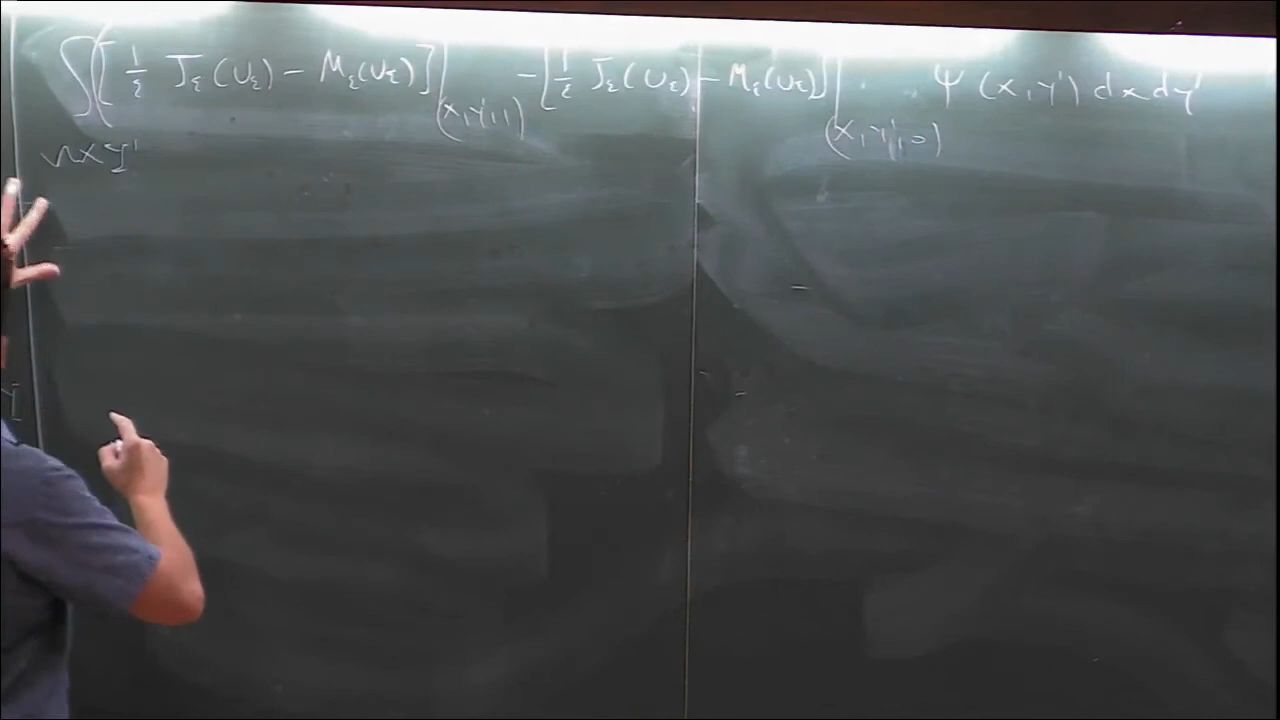 ∫{[1/ε J_ε(U_ε) − M_ε(U_ε)]|_(x,y',1) − [1/ε J_ε(U_ε) − M_ε(U_ε)]|_(x,y',0) Ψ(x,y') dx dy'
×Y'